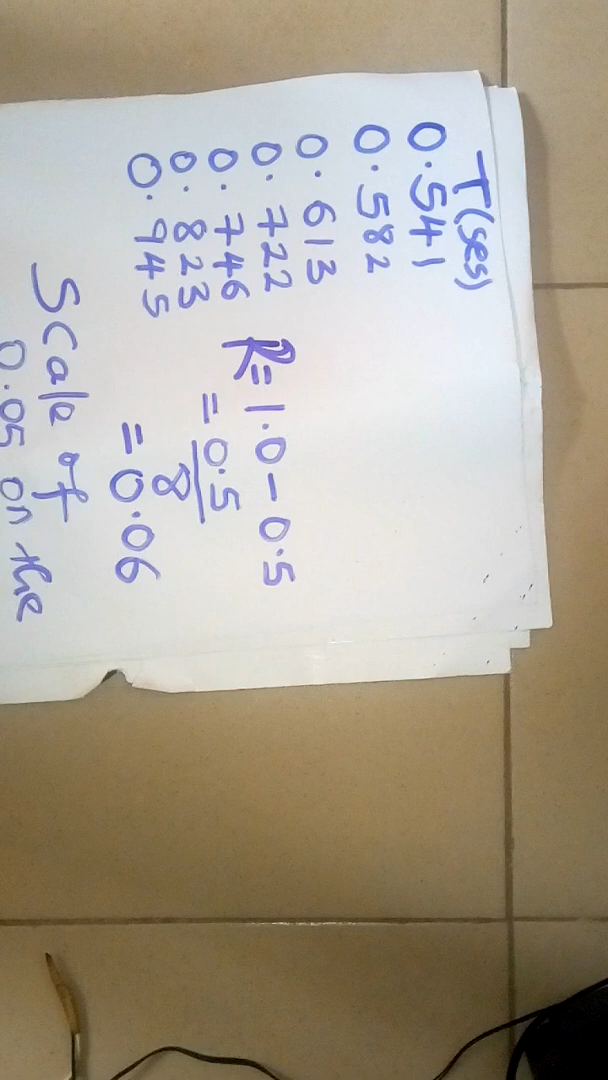 T(ses)
0.541
0.582
0.613
0.722
0.746
0.823
0.945
R = 1.0 - 0.5
= 0.5
8
= 0.06
Scale of
0.05 on the